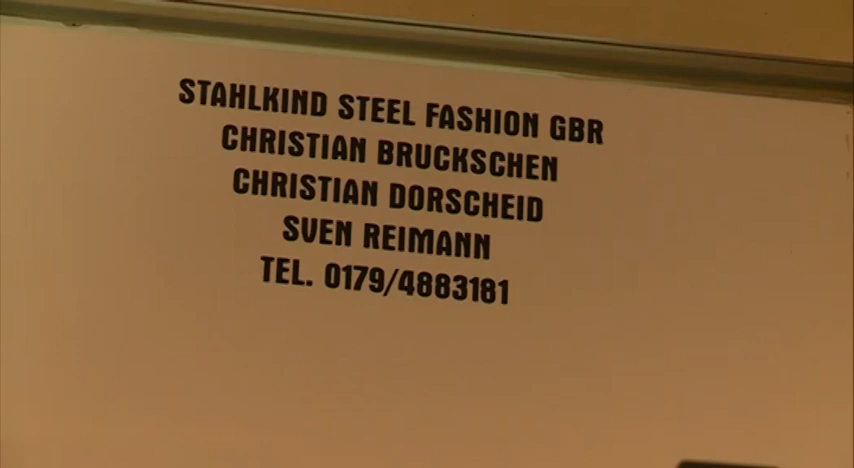 STAHLKIND STEEL FASHION GBR
CHRISTIAN BRUCKSCHEN
CHRISTIAN DORSCHEID
SVEN REIMANN
TEL. 0179/4883181